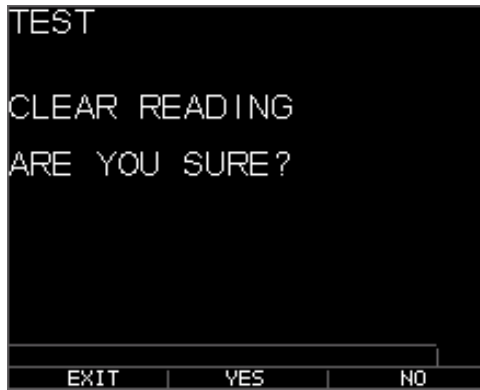 TEST
CLEAR READING
ARE YOU SURE?
EXIT | YES | NO